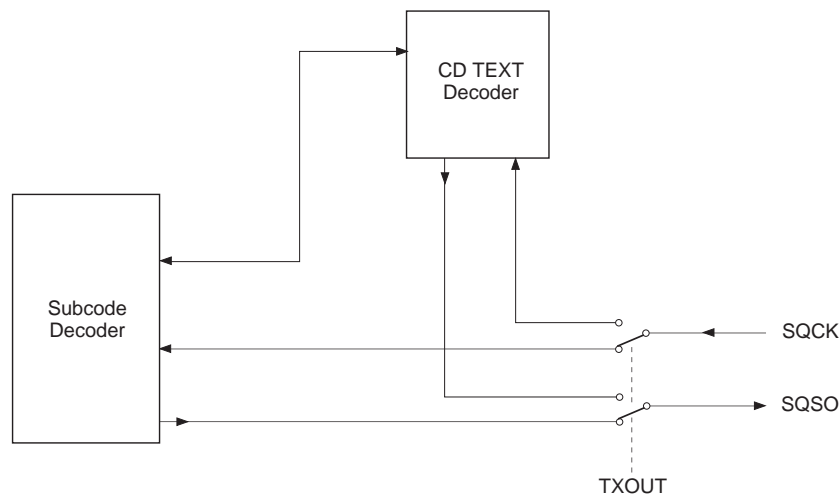 CD TEXT
Decoder
Subcode
Decoder
SQCK
SQSO
TXOUT